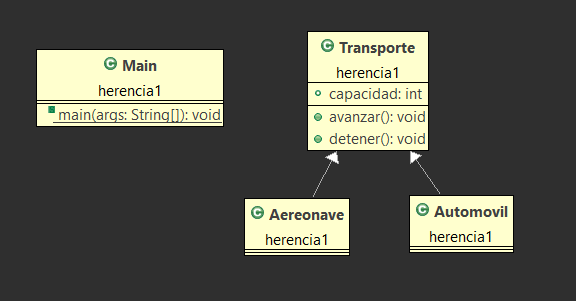 C Main
herencia1
main(args: String[]): void
C Transporte
herencia1
capacidad: int
avanzar(): void
detener(): void
C Aereonave
herencia1
C Automovil
herencia1